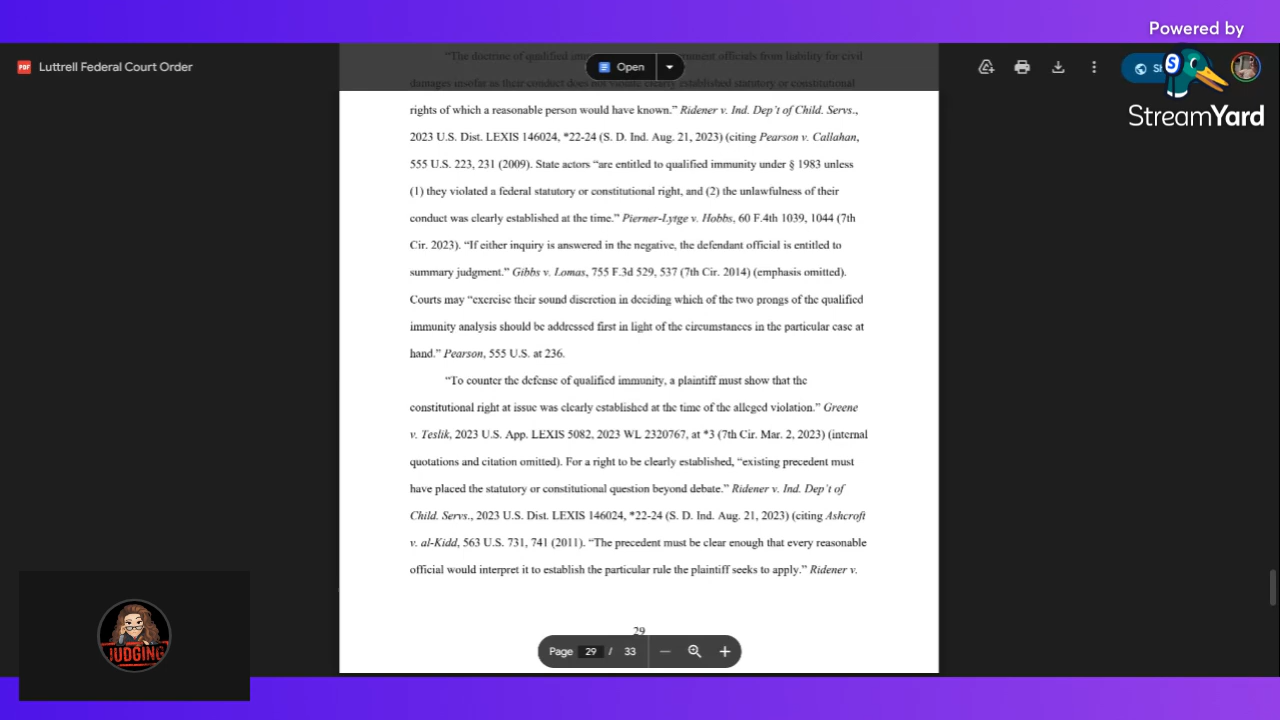 Powered by
StreamYard
Luttrell Federal Court Order
Open
“The doctrine of qualified officials from liability for civil
damages insofar as their conduct does not violate clearly established statutory or constitutional
rights of which a reasonable person would have known.” Ridener v. Ind. Dep’t of Child. Servs.,
2023 U.S. Dist. LEXIS 146024, *22-24 (S. D. Ind. Aug. 21, 2023) (citing Pearson v. Callahan,
555 U.S. 223, 231 (2009). State actors “are entitled to qualified immunity under § 1983 unless
(1) they violated a federal statutory or constitutional right, and (2) the unlawfulness of their
conduct was clearly established at the time.” Pierner-Lytge v. Hobbs, 60 F.4th 1039, 1044 (7th
Cir. 2023). “If either inquiry is answered in the negative, the defendant official is entitled to
summary judgment.” Gibbs v. Lomas, 755 F.3d 529, 537 (7th Cir. 2014) (emphasis omitted).
Courts may “exercise their sound discretion in deciding which of the two prongs of the qualified
immunity analysis should be addressed first in light of the circumstances in the particular case at
hand.” Pearson, 555 U.S. at 236.
“To counter the defense of qualified immunity, a plaintiff must show that the
constitutional right at issue was clearly established at the time of the alleged violation.” Greene
v. Teslik, 2023 U.S. App. LEXIS 5082, 2023 WL 2320767, at *3 (7th Cir. Mar. 2, 2023) (internal
quotations and citation omitted). For a right to be clearly established, “existing precedent must
have placed the statutory or constitutional question beyond debate.” Ridener v. Ind. Dep’t of
Child. Servs., 2023 U.S. Dist. LEXIS 146024, *22-24 (S. D. Ind. Aug. 21, 2023) (citing Ashcroft
v. al-Kidd, 563 U.S. 731, 741 (2011). “The precedent must be clear enough that every reasonable
official would interpret it to establish the particular rule the plaintiff seeks to apply.” Ridener v.
29
Page 29 / 33
JUDGING